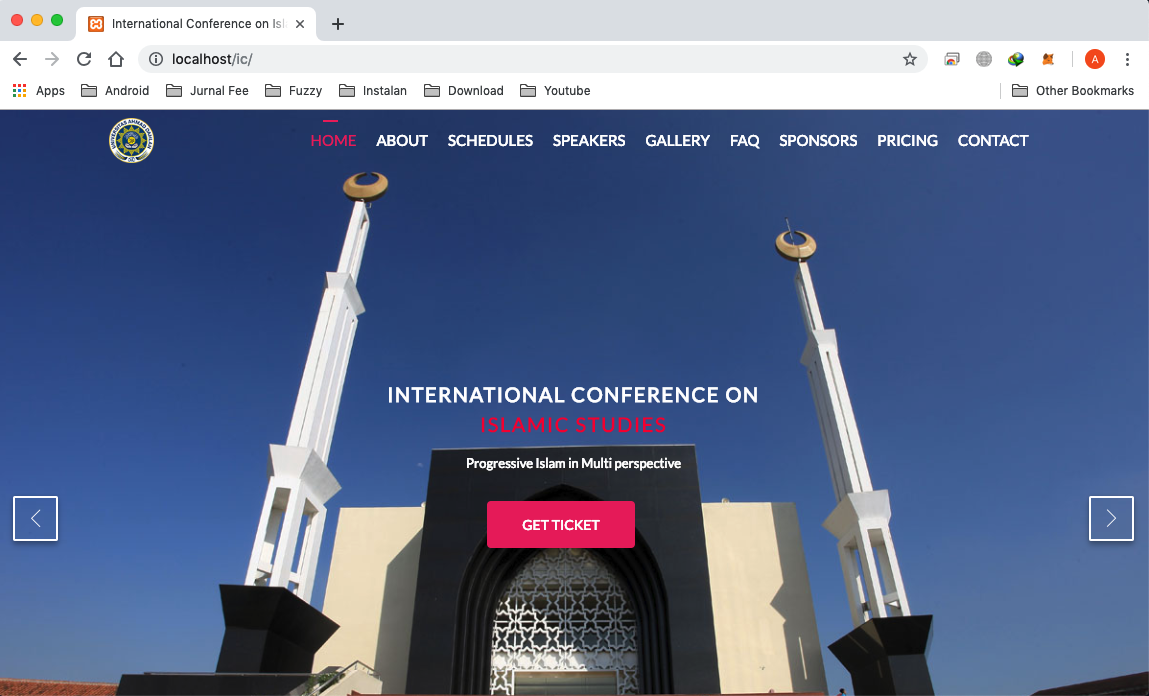 International Conference on Isl
localhost/ic/
A
Apps Android Jurnal Fee Fuzzy Instalan Download Youtube Other Bookmarks
HOME ABOUT SCHEDULES SPEAKERS GALLERY FAQ SPONSORS PRICING CONTACT
INTERNATIONAL CONFERENCE ON
ISLAMIC STUDIES
Progressive Islam in Multi perspective
GET TICKET